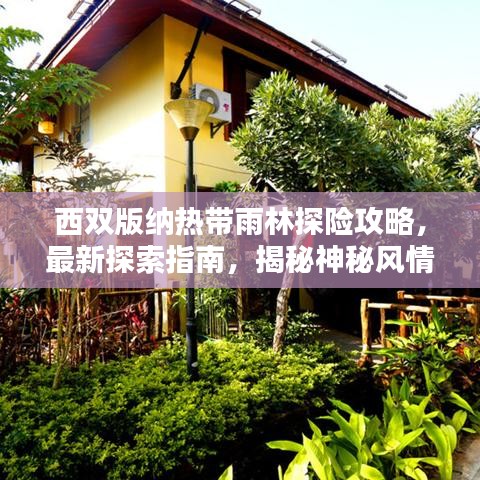 西双版纳热带雨林探险攻略，
最新探索指南，揭秘神秘风情